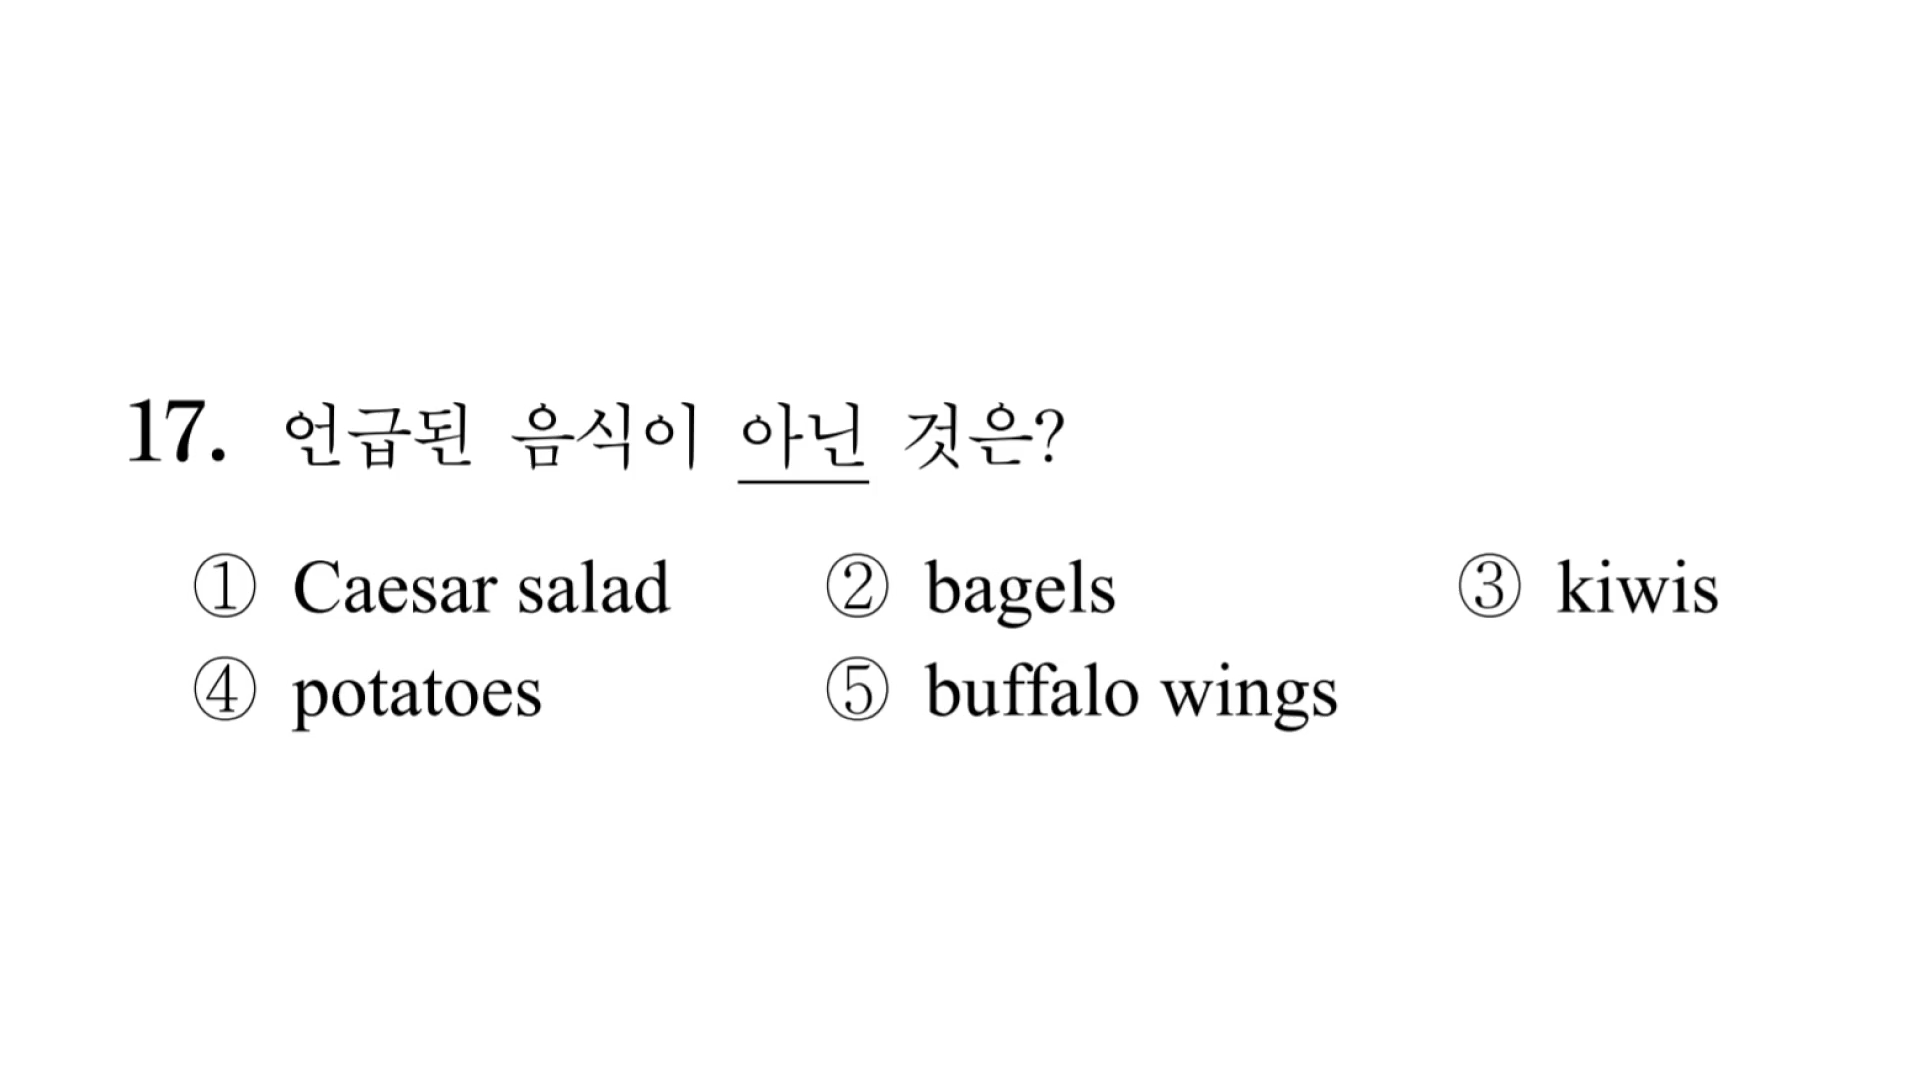 17. 언급된 음식이 아닌 것은?
① Caesar salad ② bagels ③ kiwis
④ potatoes ⑤ buffalo wings